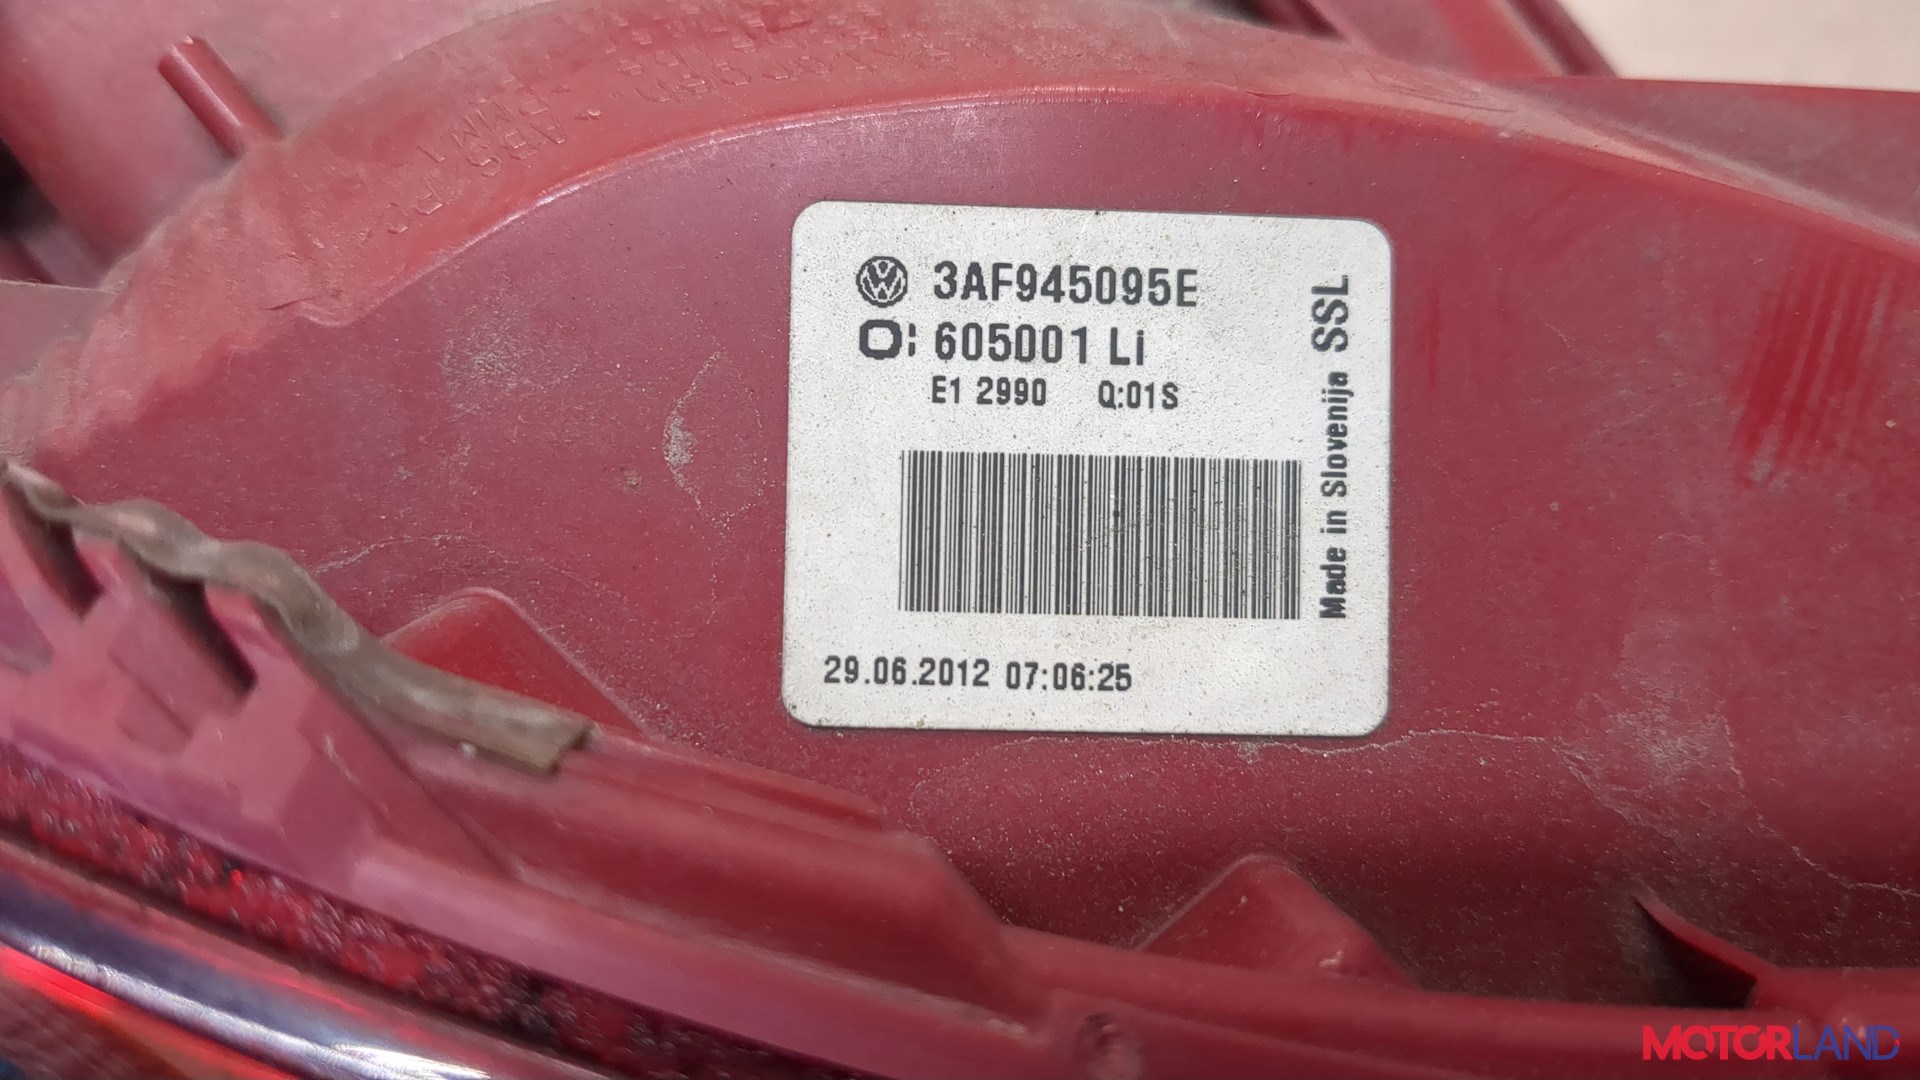 3AF945095E
O: 605001 Li
E1 2990 Q:01S
Made in Slovenija SSL
29.06.2012 07:06:25
MOTORLAND